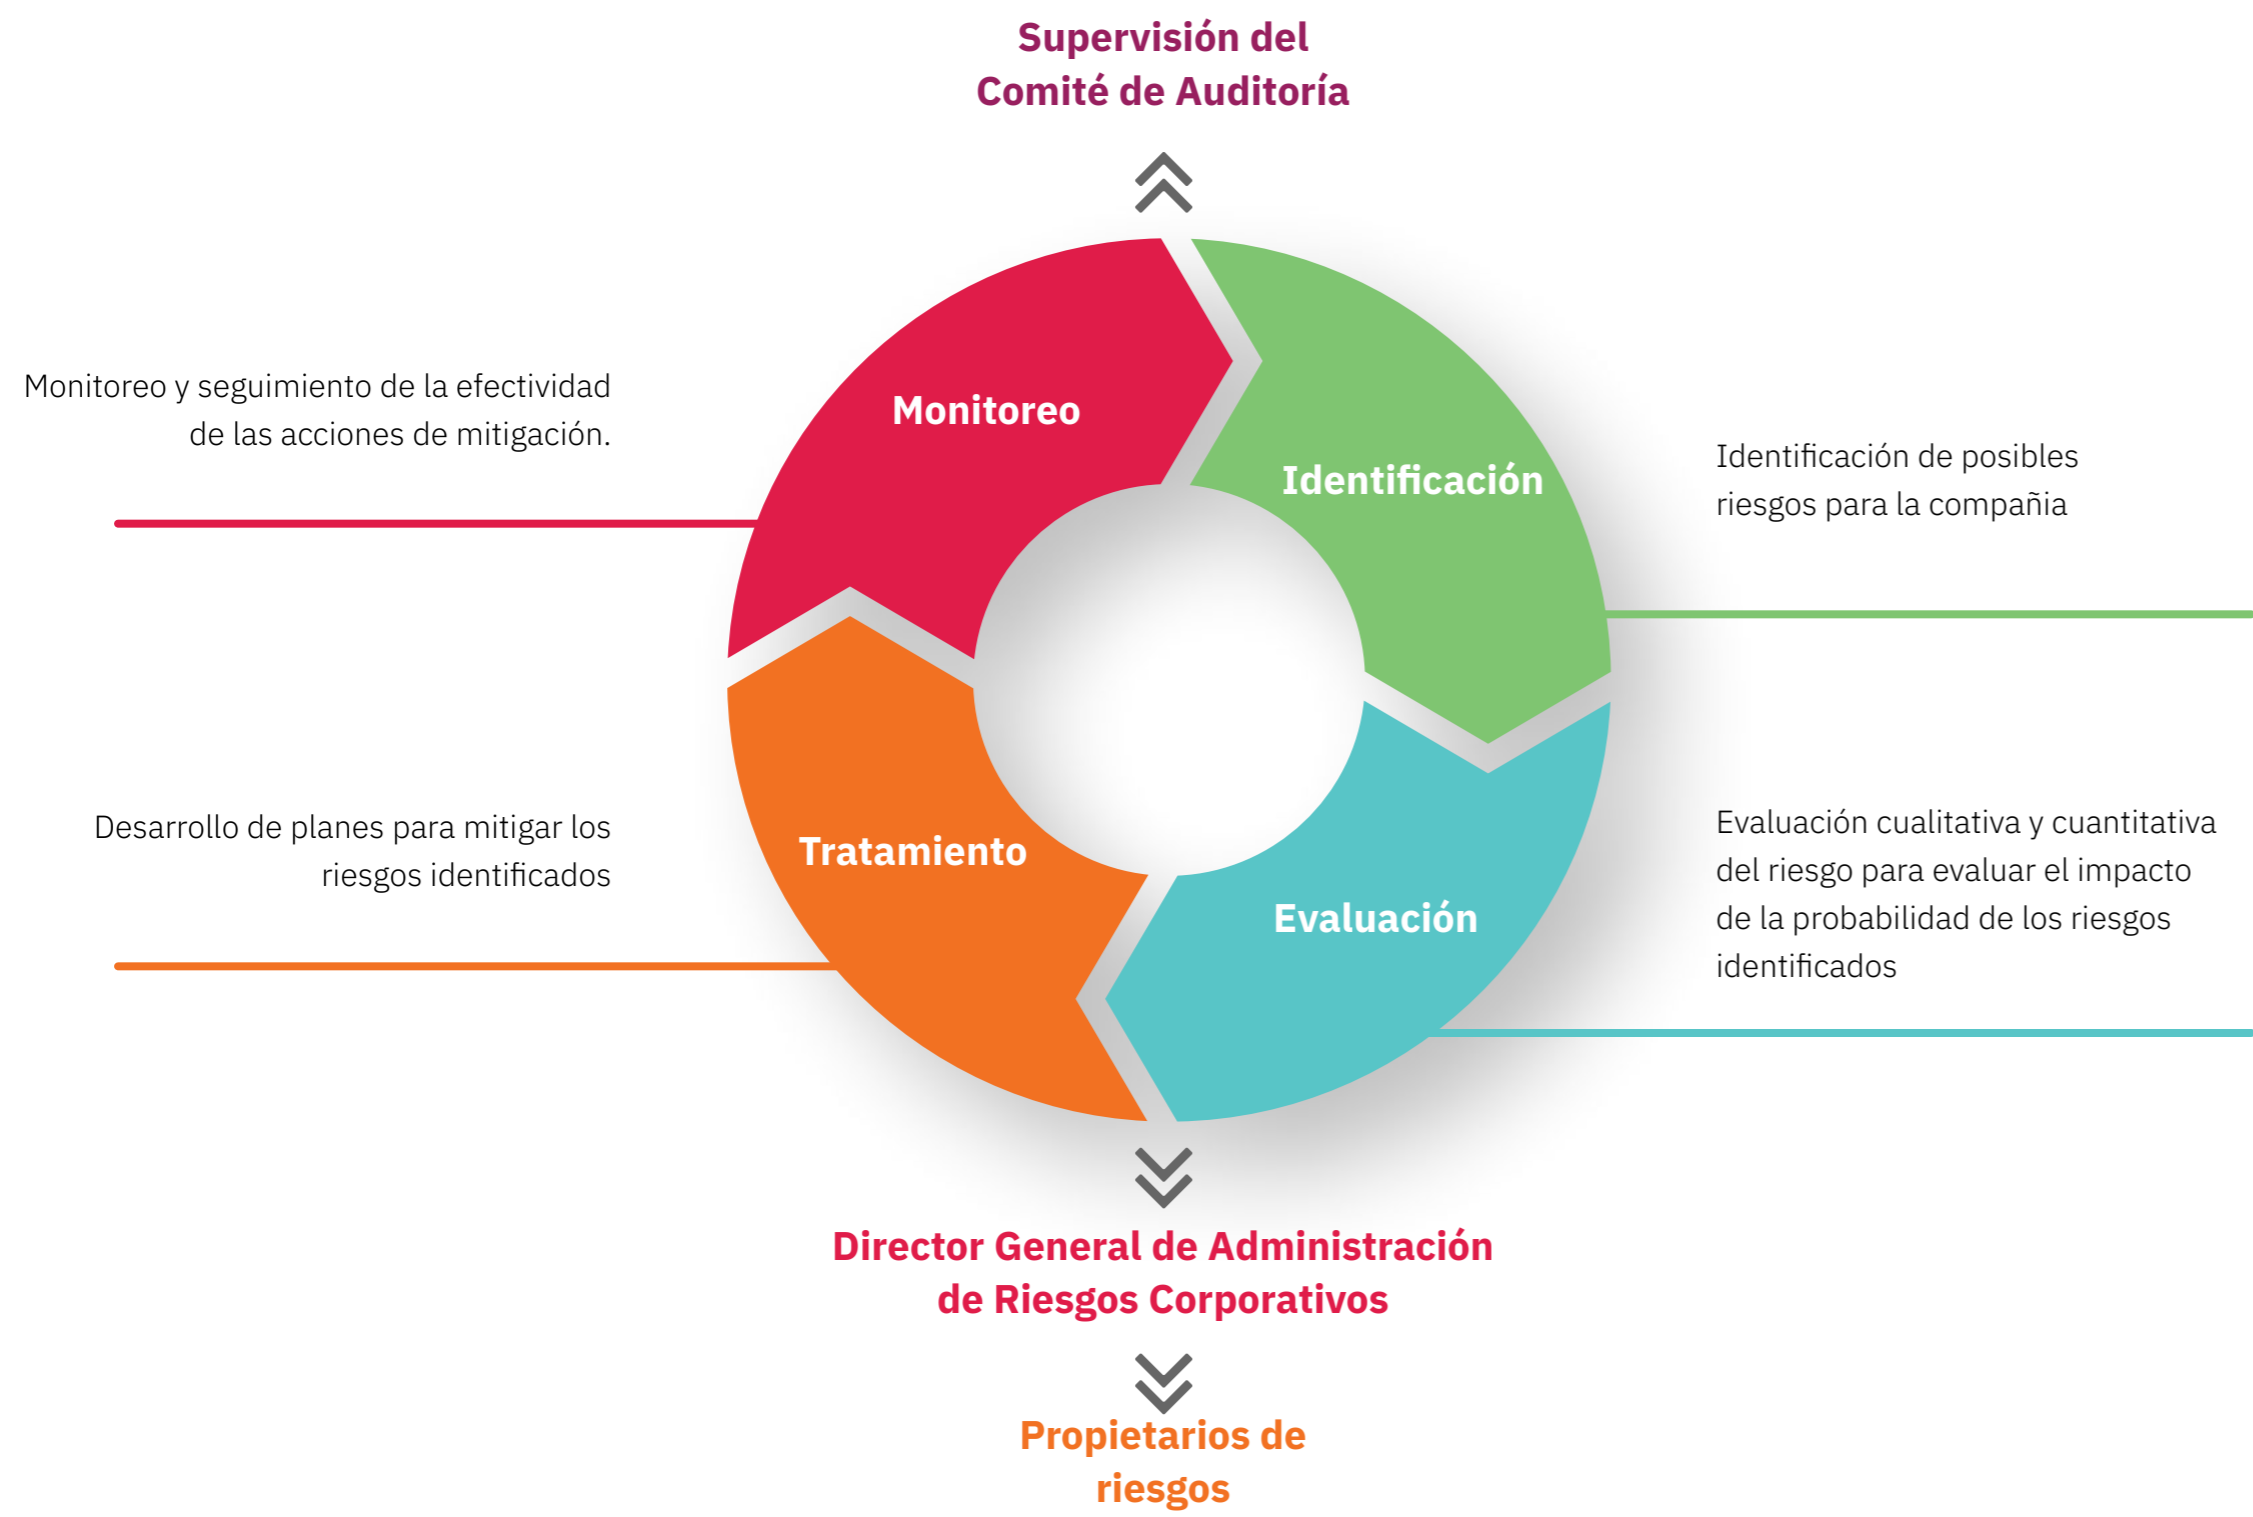 Supervisión del
Comité de Auditoría
Monitoreo
Monitoreo y seguimiento de la efectividad
de las acciones de mitigación.
Identificación
Identificación de posibles
riesgos para la compañia
Tratamiento
Desarrollo de planes para mitigar los
riesgos identificados
Evaluación
Evaluación cualitativa y cuantitativa
del riesgo para evaluar el impacto
de la probabilidad de los riesgos
identificados
Director General de Administración
de Riesgos Corporativos
Propietarios de
riesgos